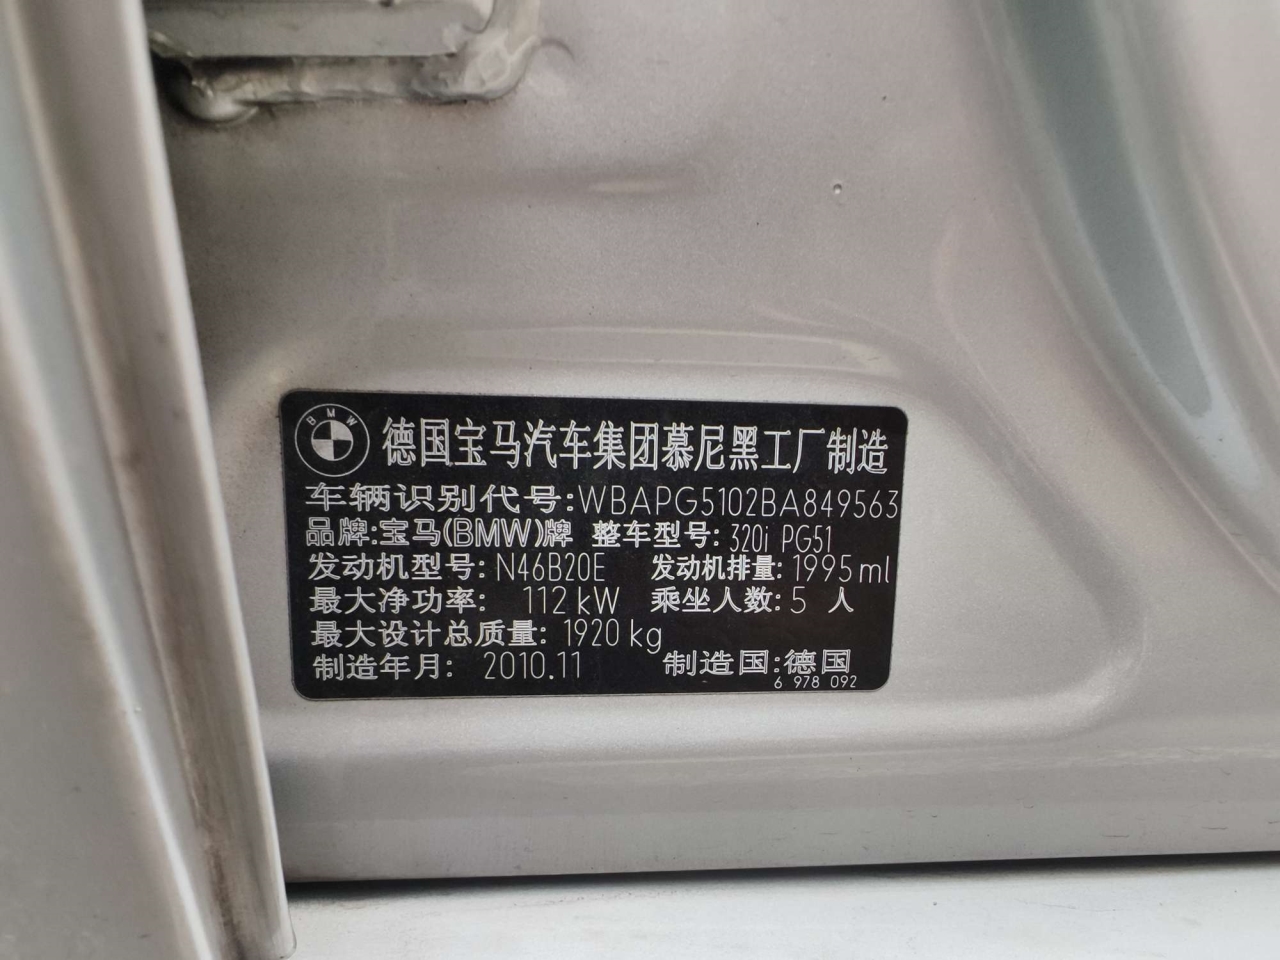 BMW
德国宝马汽车集团慕尼黑工厂制造
车辆识别代号:WBAPG5102BA849563
品牌:宝马(BMW)牌 整车型号: 320i PG51
发动机型号: N46B20E 发动机排量: 1995ml
最大净功率: 112 kW 乘坐人数: 5 人
最大设计总质量: 1920 kg
制造年月: 2010.11 制造国:德国
6 978 092